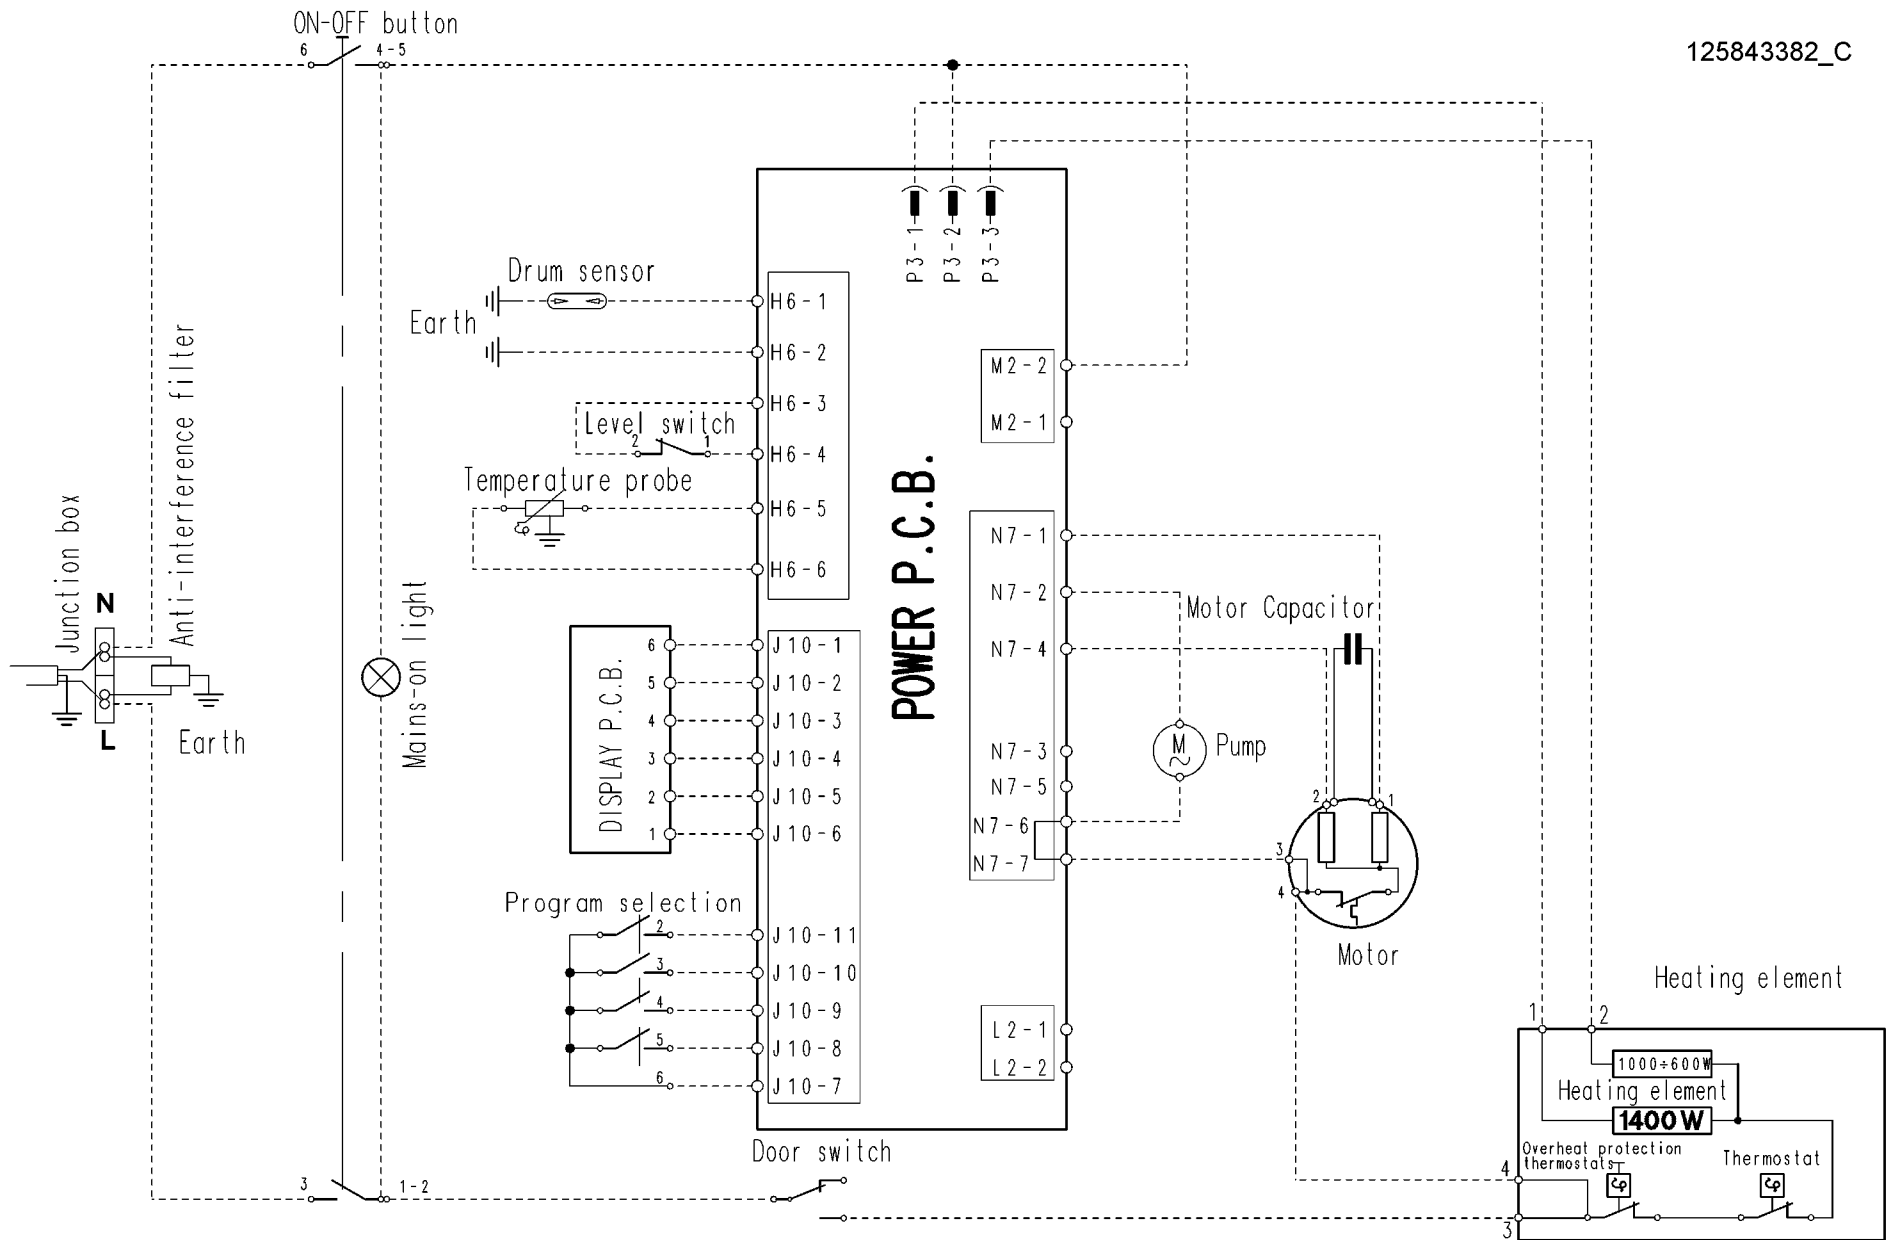 ON-OFF button
6
4-5
125843382_C
P3-1
P3-2
P3-3
Drum sensor
H6-1
Earth
H6-2
M2-2
H6-3
M2-1
Level switch
2
1
H6-4
Temperature probe
H6-5
H6-6
POWER P.C.B.
N7-1
N7-2
Motor Capacitor
N7-4
N7-3
N7-5
N7-6
N7-7
M
Pump
Junction box
Anti-interference filter
N
L
Earth
Mains-on light
DISPLAY P.C.B.
6
J10-1
5
J10-2
4
J10-3
3
J10-4
2
J10-5
1
J10-6
2
1
3
4
Motor
Program selection
2
J10-11
3
J10-10
4
J10-9
5
J10-8
6
J10-7
L2-1
L2-2
Heating element
1
2
1000÷600W
Heating element
1400W
Overheat protection
thermostats
Thermostat
4
3
Door switch
3
1-2